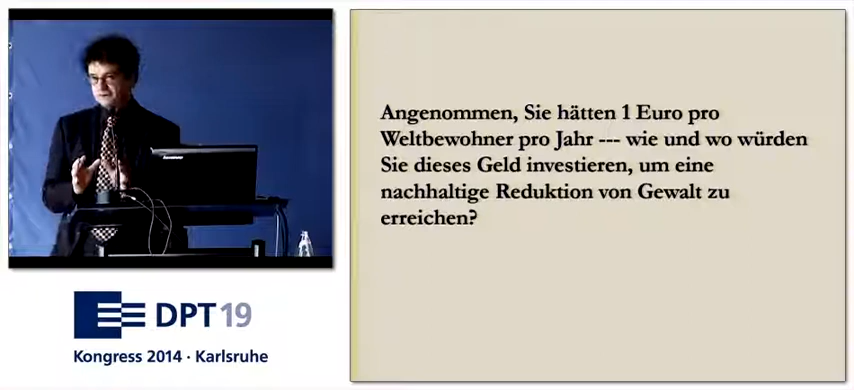 Angenommen, Sie hätten 1 Euro pro
Weltbewohner pro Jahr --- wie und wo würden
Sie dieses Geld investieren, um eine
nachhaltige Reduktion von Gewalt zu
erreichen?
lenovo
DPT 19
Kongress 2014 · Karlsruhe